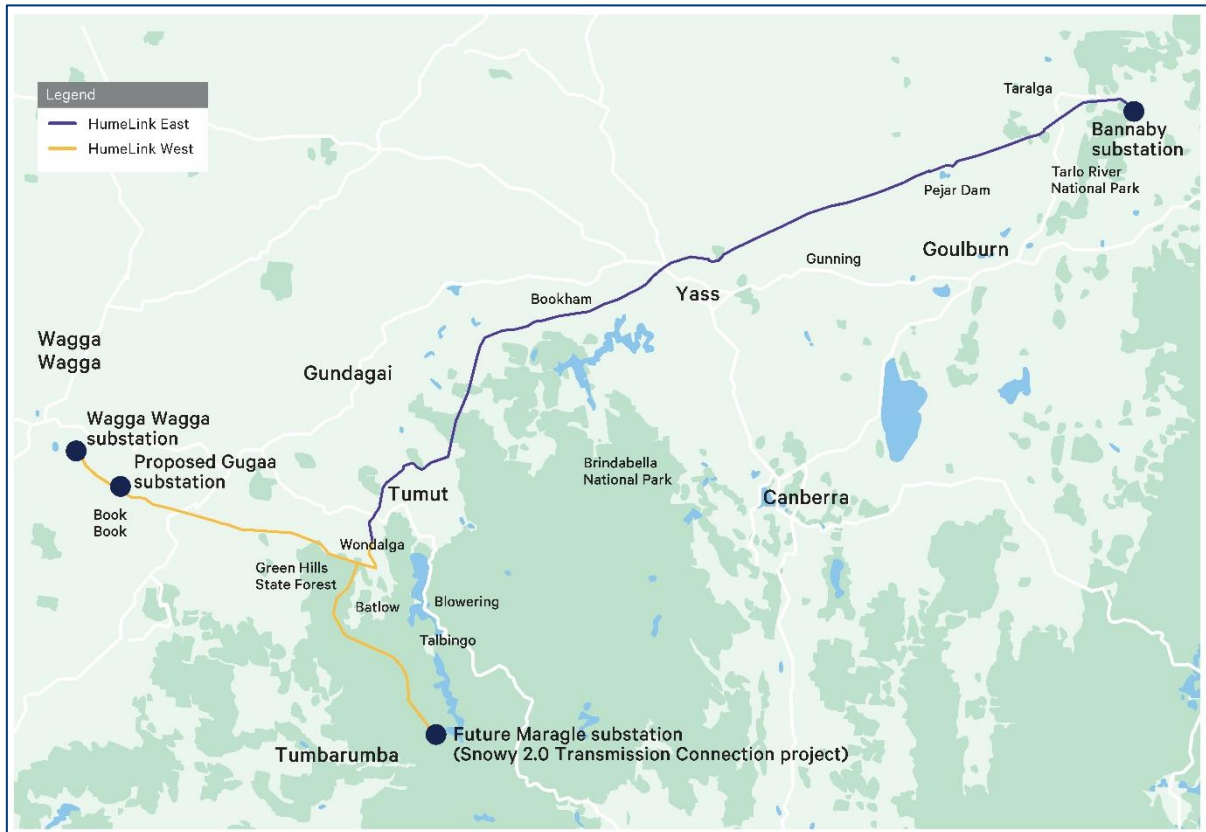 Legend
HumeLink East
HumeLink West
Taralga
Bannaby
substation
Tarlo River
National Park
Pejar Dam
Goulburn
Gunning
Yass
Bookham
Wagga
Wagga
Gundagai
Wagga Wagga
substation
Proposed Gugaa
substation
Book
Book
Brindabella
National Park
Canberra
Tumut
Wondalga
Green Hills
State Forest
Batlow
Blowering
Talbingo
Future Maragle substation
(Snowy 2.0 Transmission Connection project)
Tumbarumba